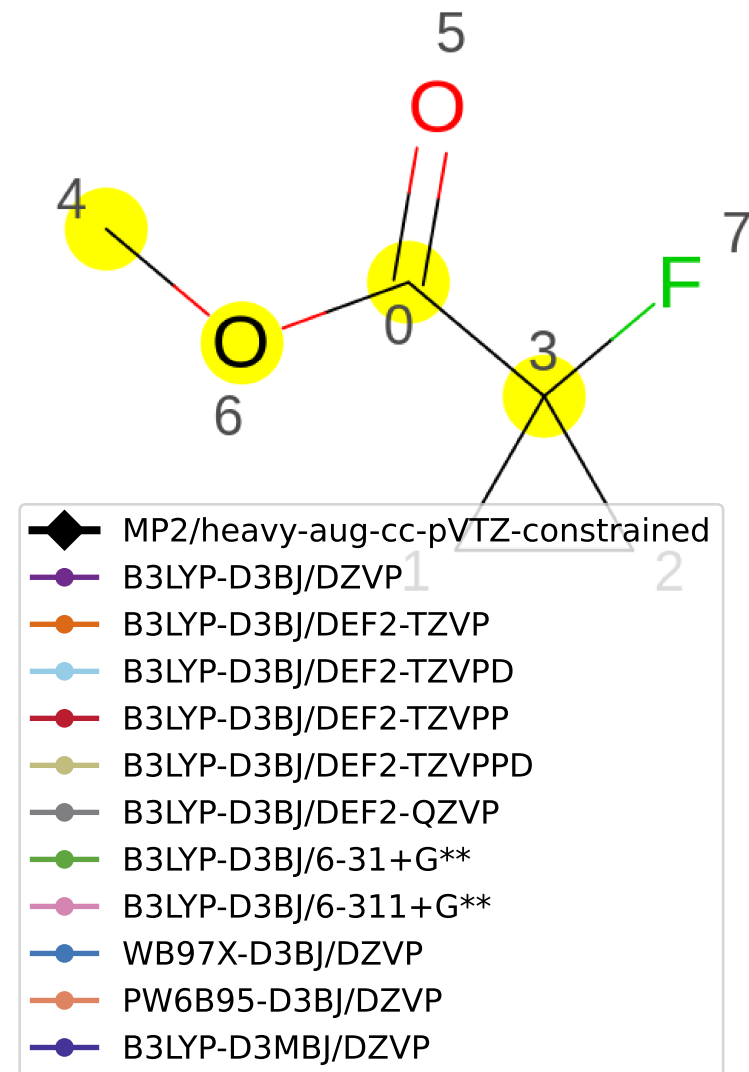 5
O
4
7
F
0
3
O
6
MP2/heavy-aug-cc-pVTZ-constrained
1
2
B3LYP-D3BJ/DZVP
B3LYP-D3BJ/DEF2-TZVP
B3LYP-D3BJ/DEF2-TZVPD
B3LYP-D3BJ/DEF2-TZVPP
B3LYP-D3BJ/DEF2-TZVPPD
B3LYP-D3BJ/DEF2-QZVP
B3LYP-D3BJ/6-31+G**
B3LYP-D3BJ/6-311+G**
WB97X-D3BJ/DZVP
PW6B95-D3BJ/DZVP
B3LYP-D3MBJ/DZVP